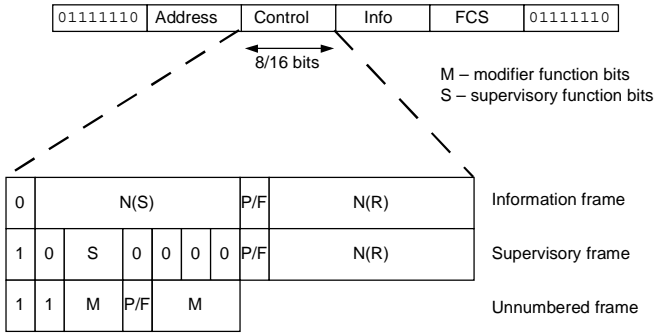 01111110 Address Control Info FCS 01111110
8/16 bits
M – modifier function bits
S – supervisory function bits
0 N(S) P/F N(R) Information frame
1 0 S 0 0 0 0 P/F N(R) Supervisory frame
1 1 M P/F M Unnumbered frame